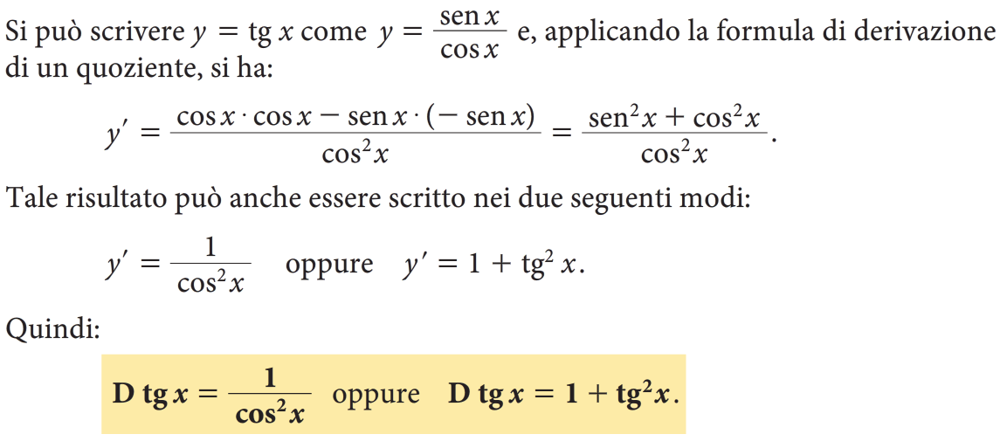 Si può scrivere y = tg x come y = sen x / cos x e, applicando la formula di derivazione
di un quoziente, si ha:
y′ = (cos x · cos x − sen x · (− sen x)) / cos²x = (sen²x + cos²x) / cos²x.
Tale risultato può anche essere scritto nei due seguenti modi:
y′ = 1 / cos²x oppure y′ = 1 + tg² x.
Quindi:
D tg x = 1 / cos²x oppure D tg x = 1 + tg²x.